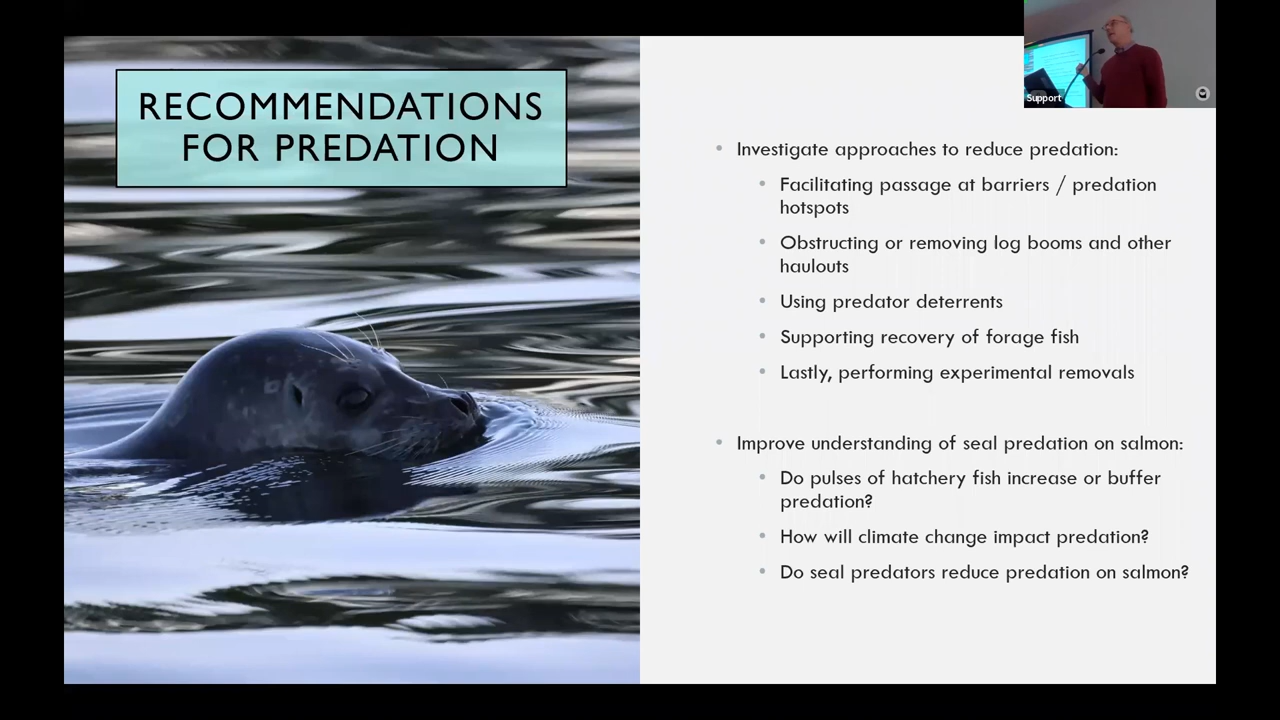 Support
RECOMMENDATIONS
FOR PREDATION
• Investigate approaches to reduce predation:
• Facilitating passage at barriers / predation
hotspots
• Obstructing or removing log booms and other
haulouts
• Using predator deterrents
• Supporting recovery of forage fish
• Lastly, performing experimental removals
• Improve understanding of seal predation on salmon:
• Do pulses of hatchery fish increase or buffer
predation?
• How will climate change impact predation?
• Do seal predators reduce predation on salmon?